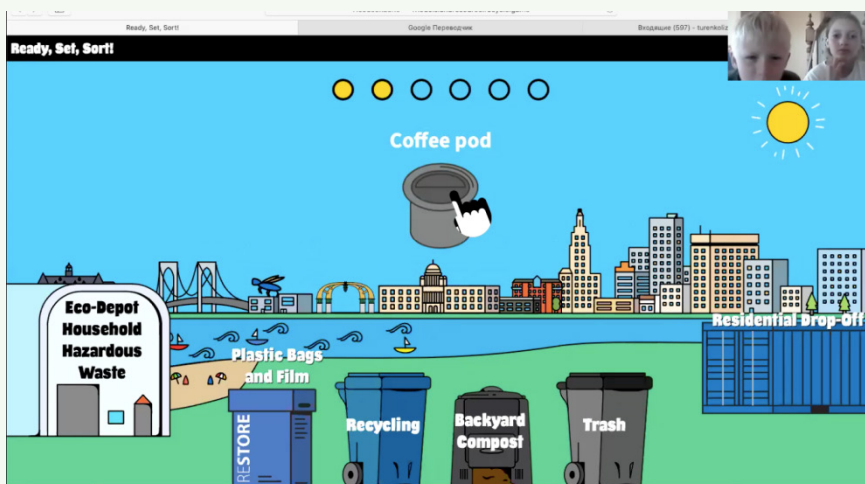 Ready, Set, Sort!
Google Переводчик
Ready, Set, Sort!
Coffee pod
Eco-Depot
Household
Hazardous
Waste
Plastic Bags
and Film
RESTORE
Recycling
Backyard
Compost
Trash
Residential Drop-Off